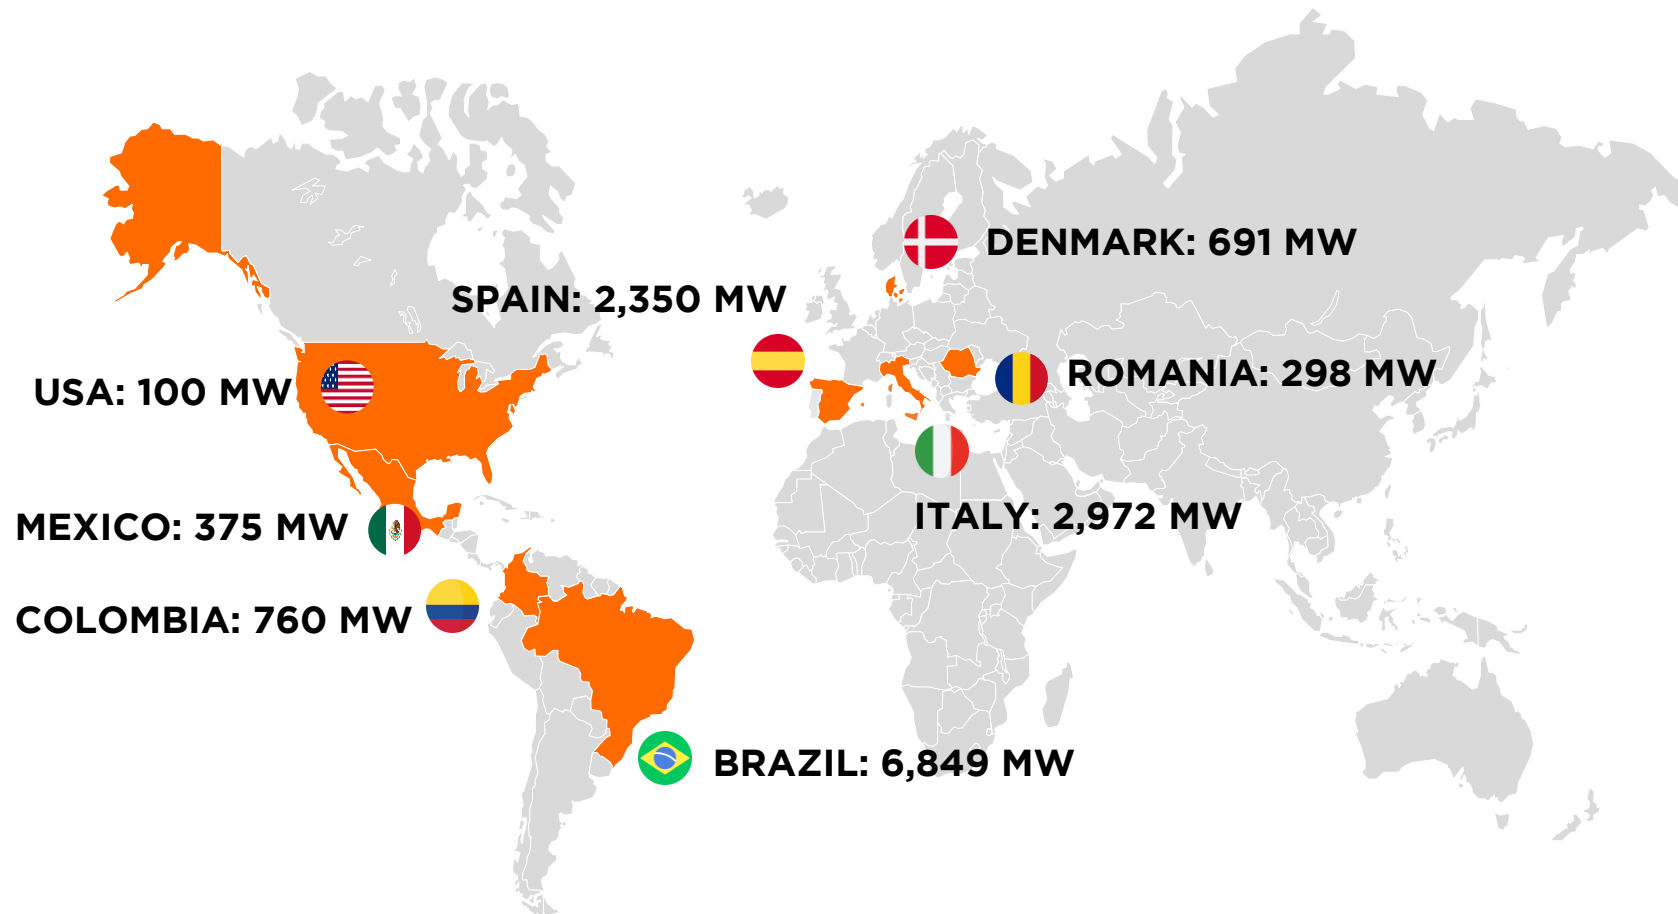 DENMARK: 691 MW
SPAIN: 2,350 MW
ROMANIA: 298 MW
USA: 100 MW
ITALY: 2,972 MW
MEXICO: 375 MW
COLOMBIA: 760 MW
BRAZIL: 6,849 MW